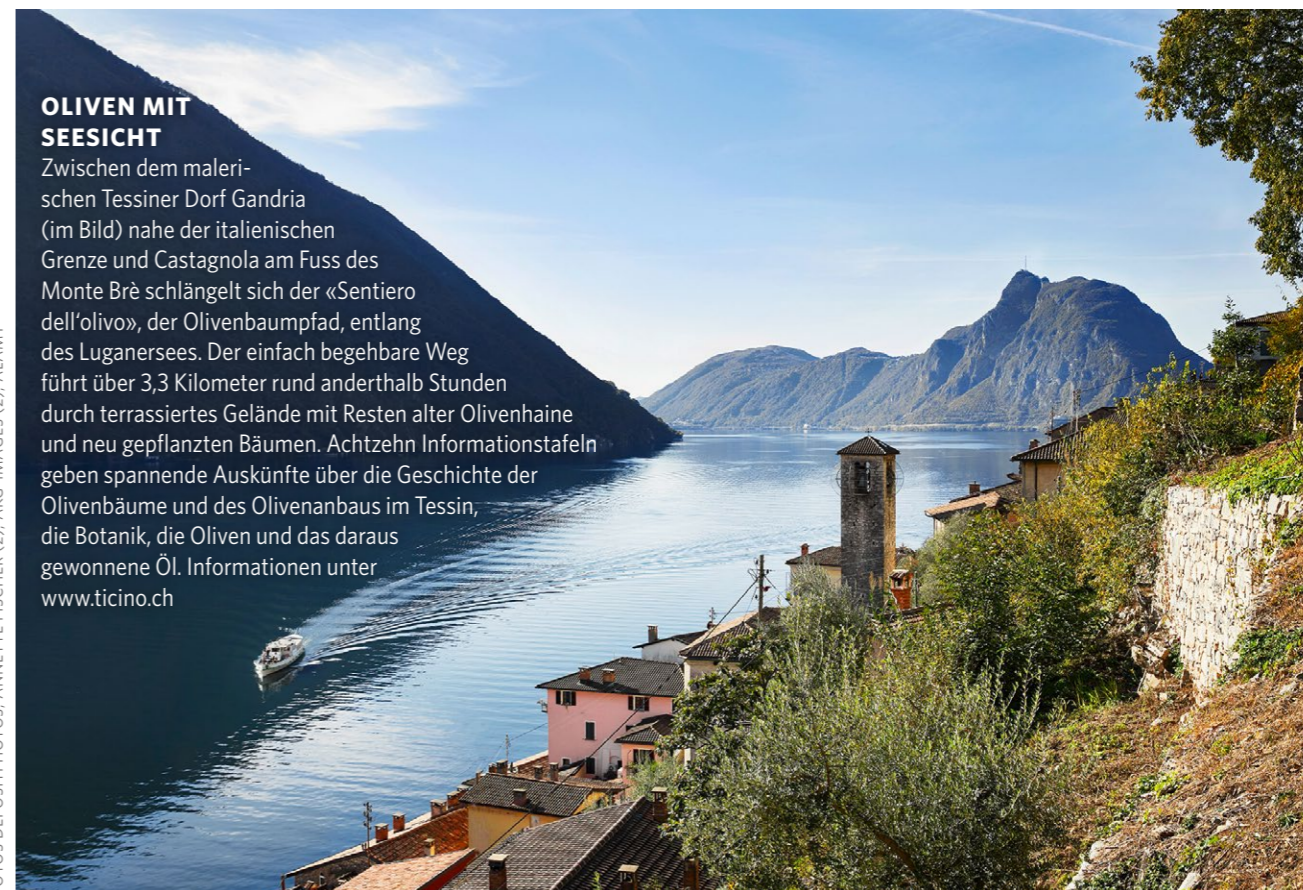 OLIVEN MIT
SEESICHT
Zwischen dem maleri-
schen Tessiner Dorf Gandria
(im Bild) nahe der italienischen
Grenze und Castagnola am Fuss des
Monte Brè schlängelt sich der «Sentiero
dell'olivo», der Olivenbaumpfad, entlang
des Luganersees. Der einfach begehbare Weg
führt über 3,3 Kilometer rund anderthalb Stunden
durch terrassiertes Gelände mit Resten alter Olivenhaine
und neu gepflanzten Bäumen. Achtzehn Informationstafeln
geben spannende Auskünfte über die Geschichte der
Olivenbäume und des Olivenanbaus im Tessin,
die Botanik, die Oliven und das daraus
gewonnene Öl. Informationen unter
www.ticino.ch